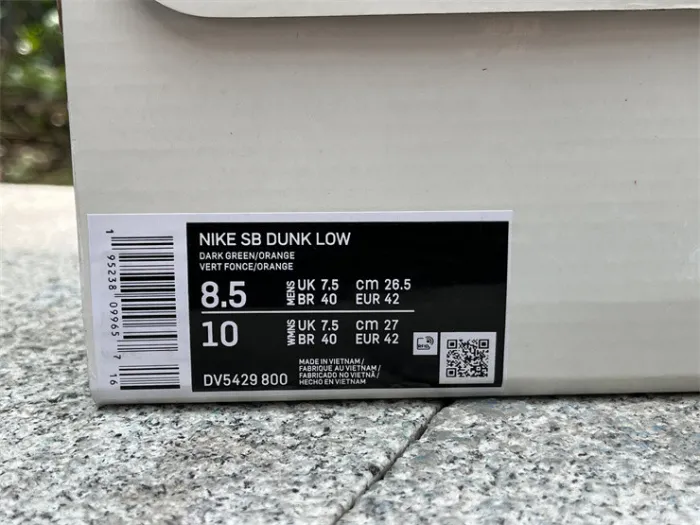 NIKE SB DUNK LOW
DARK GREEN/ORANGE
VERT FONCE/ORANGE
8.5 MENS UK 7.5 cm 26.5
BR 40 EUR 42
10 WMNS UK 7.5 cm 27
BR 40 EUR 42
DV5429 800
MADE IN VIETNAM/
FABRIQUE AU VIETNAM/
FABRICADO NO VIETNÃ/
HECHO EN VIETNAM
1 95238 09965 7
16